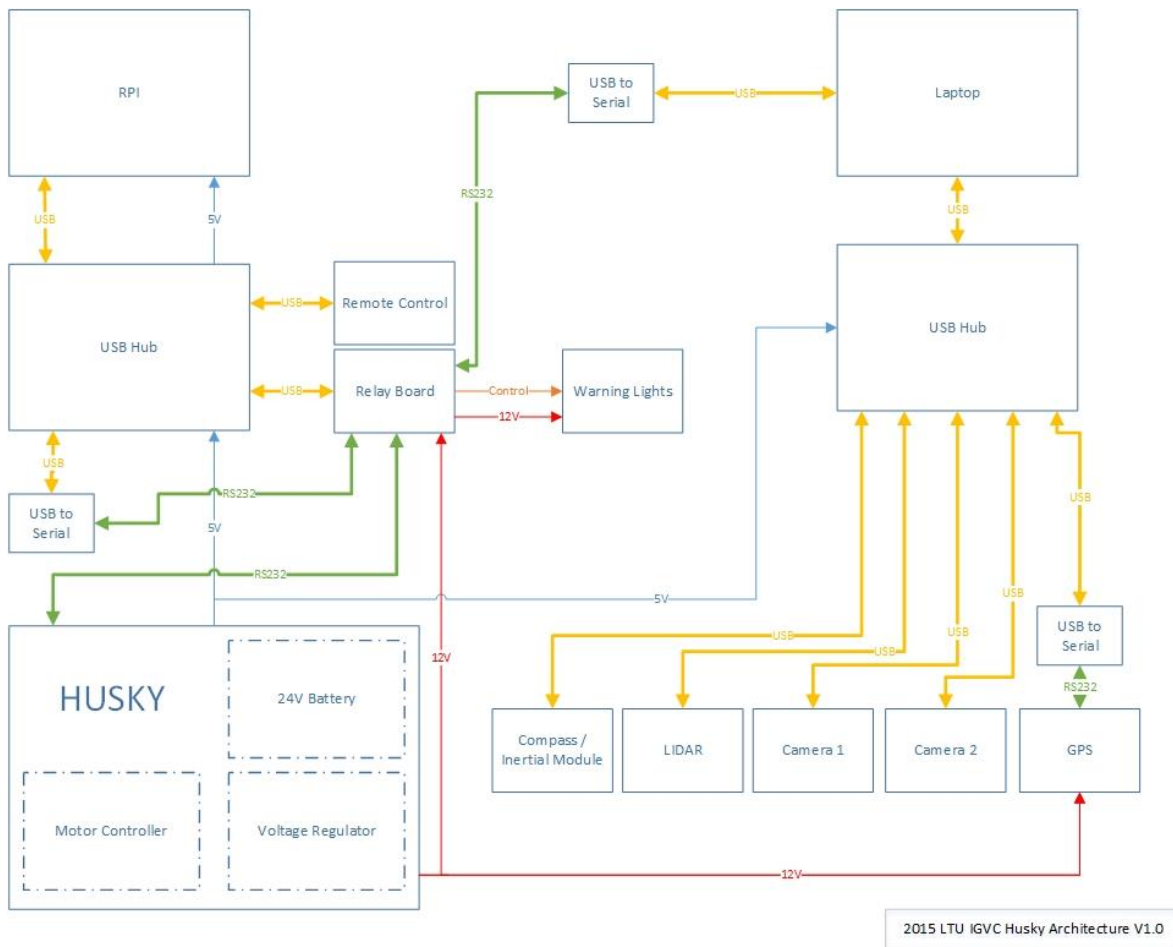 RPI
USB to
Serial
USB
Laptop
RS232
USB
5V
USB
USB Hub
USB
Remote Control
USB Hub
USB
Relay Board
Control
12V
Warning Lights
USB
RS232
USB to
Serial
USB
5V
RS232
5V
USB
USB to
Serial
USB
USB
USB
USB
12V
RS232
HUSKY
24V Battery
Compass /
Inertial Module
LIDAR
Camera 1
Camera 2
GPS
Motor Controller
Voltage Regulator
12V
2015 LTU IGVC Husky Architecture V1.0